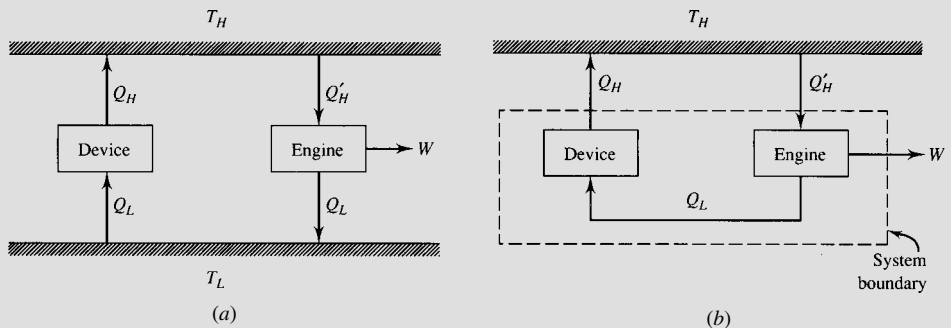 T_H
Q_H
Q′_H
Device
Engine
W
Q_L
Q_L
T_L
(a)
T_H
Q_H
Q′_H
Device
Engine
W
Q_L
System
boundary
(b)